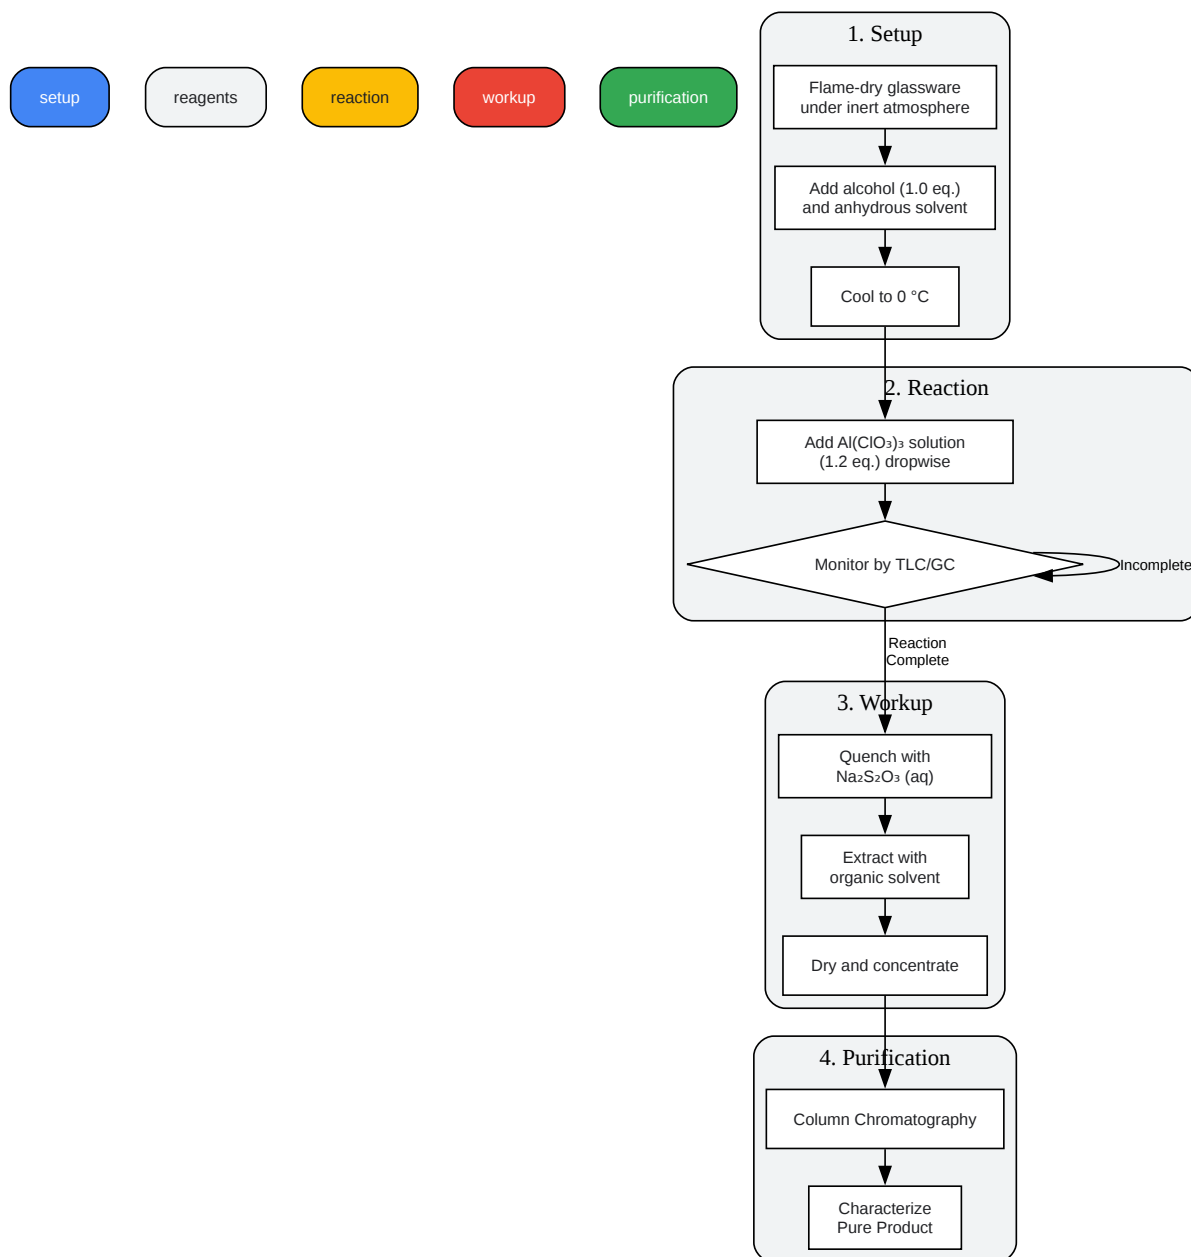 setup
reagents
reaction
workup
purification
1. Setup
Flame-dry glassware
under inert atmosphere
Add alcohol (1.0 eq.)
and anhydrous solvent
Cool to 0 °C
2. Reaction
Add Al(ClO₃)₃ solution
(1.2 eq.) dropwise
Monitor by TLC/GC
Incomplete
Reaction
Complete
3. Workup
Quench with
Na₂S₂O₃ (aq)
Extract with
organic solvent
Dry and concentrate
4. Purification
Column Chromatography
Characterize
Pure Product